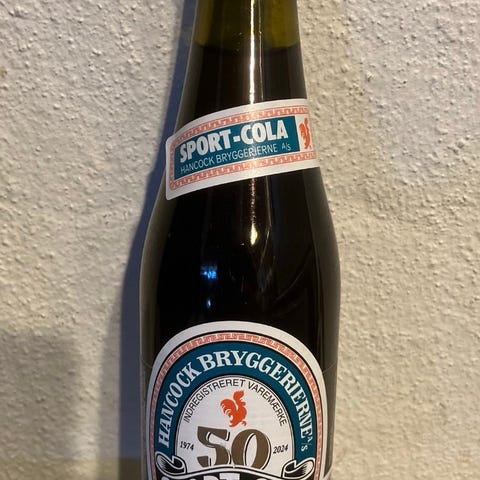 SPORT-COLA
HANCOCK BRYGGERIERNE A/S
HANCOCK BRYGGERIERNE A/S
INDREGISTRERET VAREMÆRKE
1974 50 2024